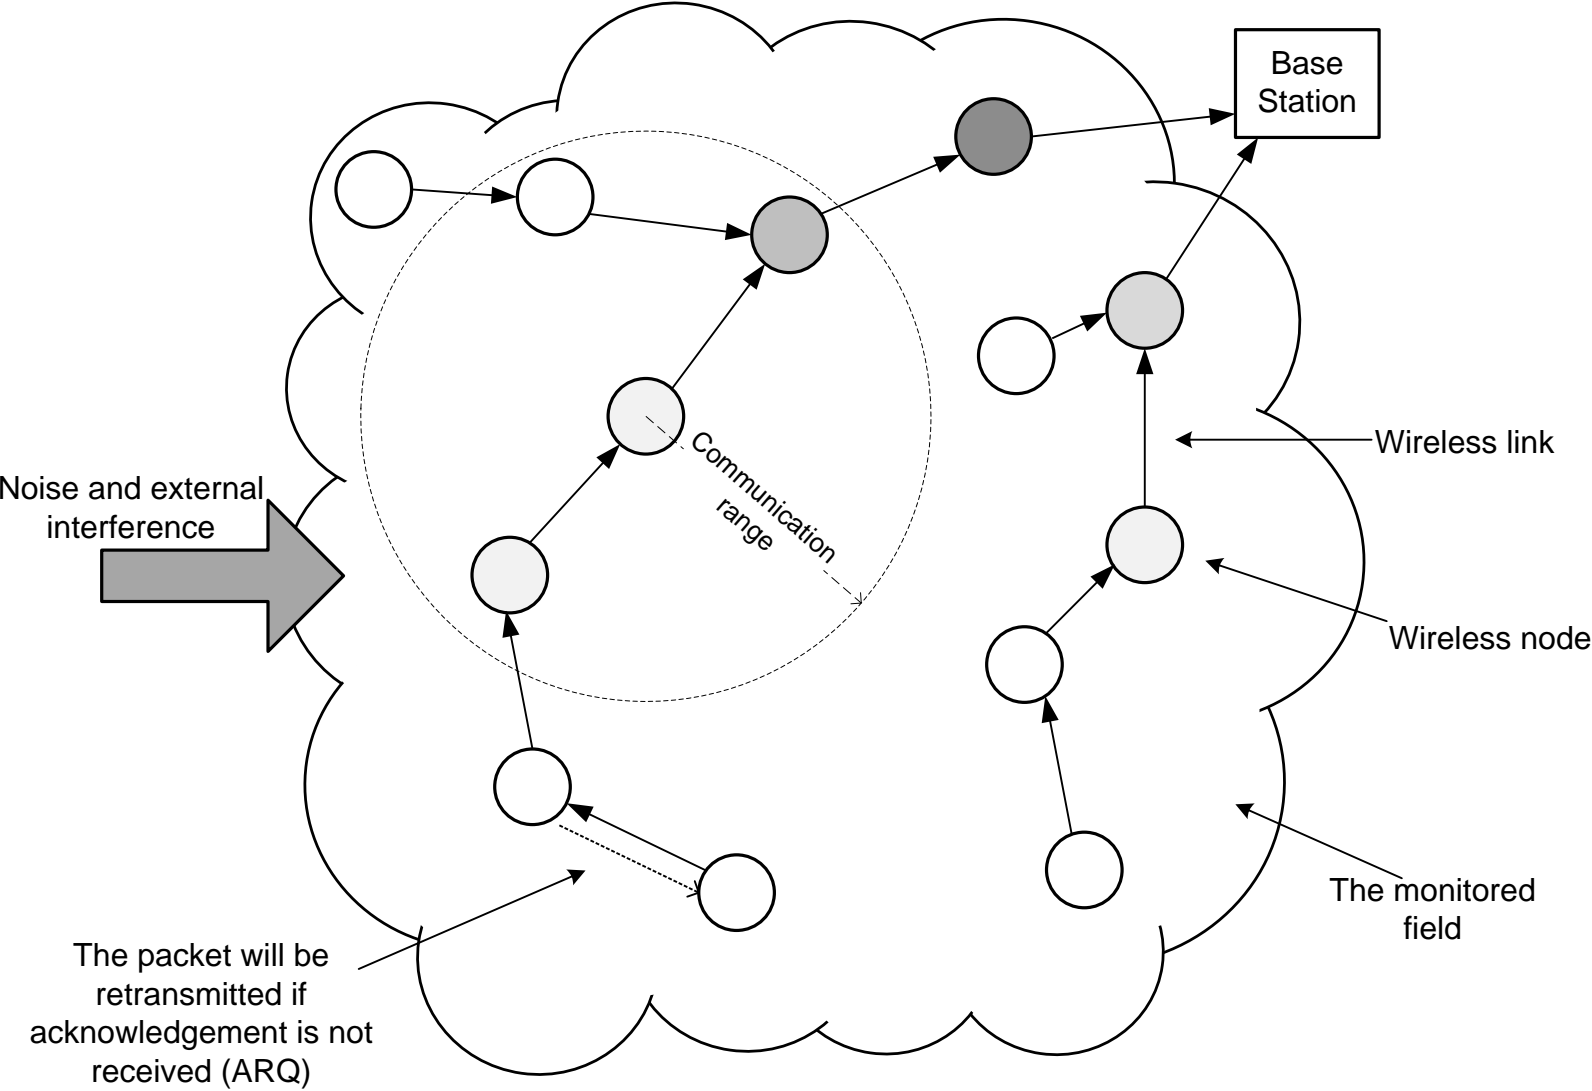 Base
Station
Communication
range
Wireless link
Noise and external
interference
Wireless node
The monitored
field
The packet will be
retransmitted if
acknowledgement is not
received (ARQ)